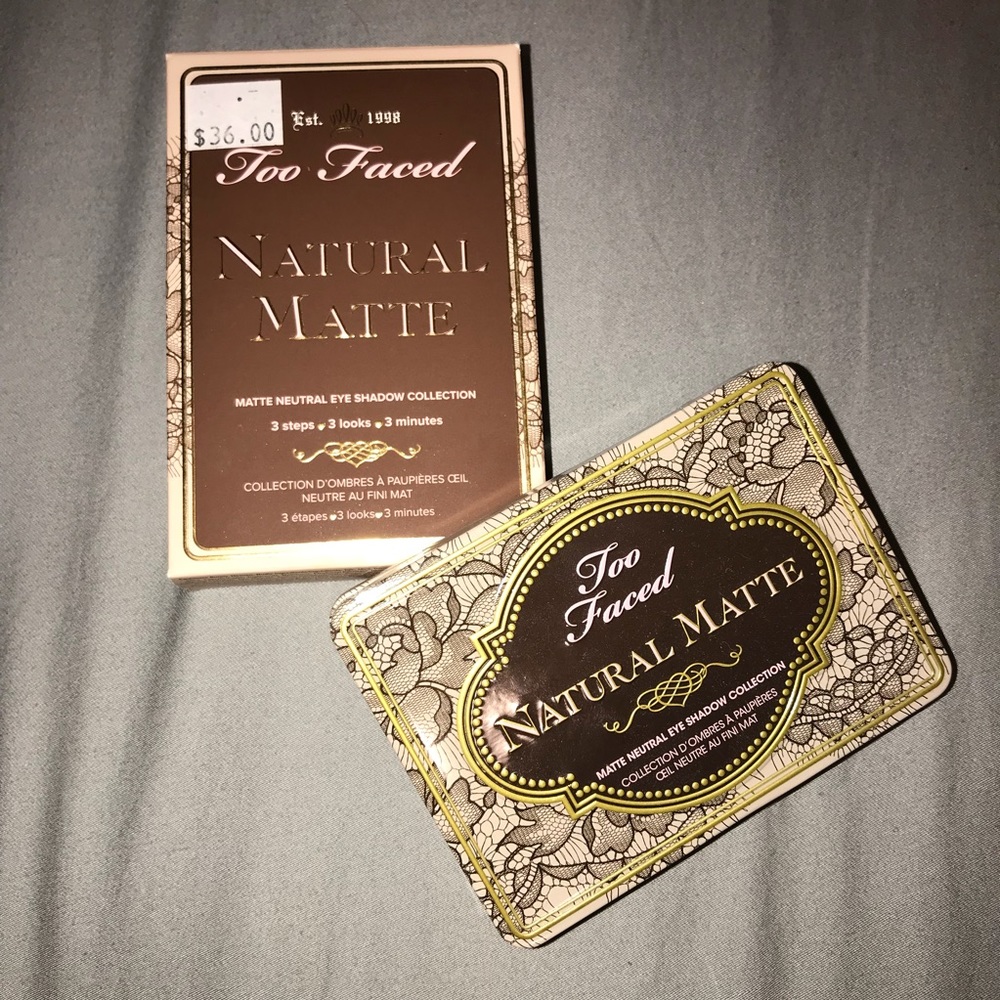 $36.00
Est. 1998
Too Faced
NATURAL
MATTE
MATTE NEUTRAL EYE SHADOW COLLECTION
3 steps 3 looks 3 minutes
COLLECTION D'OMBRES À PAUPIÈRES ŒIL
NEUTRE AU FINI MAT
3 étapes 3 looks 3 minutes
Too
Faced
NATURAL MATTE
MATTE NEUTRAL EYE SHADOW COLLECTION
COLLECTION D'OMBRES À PAUPIÈRES
ŒIL NEUTRE AU FINI MAT